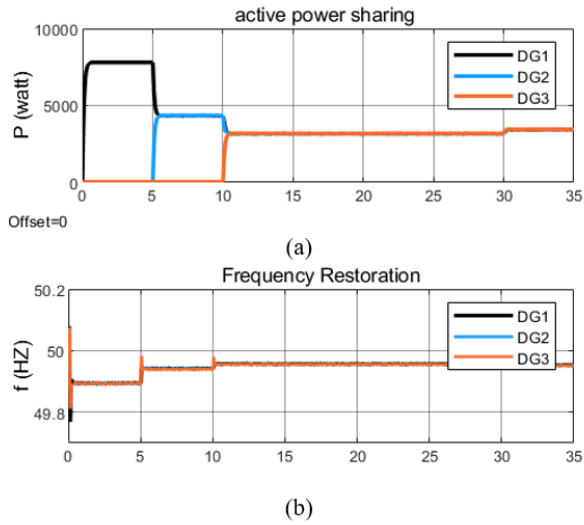 active power sharing
P (watt)
10000
5000
0
DG1
DG2
DG3
0 5 10 15 20 25 30 35
Offset=0
(a)
Frequency Restoration
f (HZ)
50.2
50
49.8
DG1
DG2
DG3
0 5 10 15 20 25 30 35
(b)